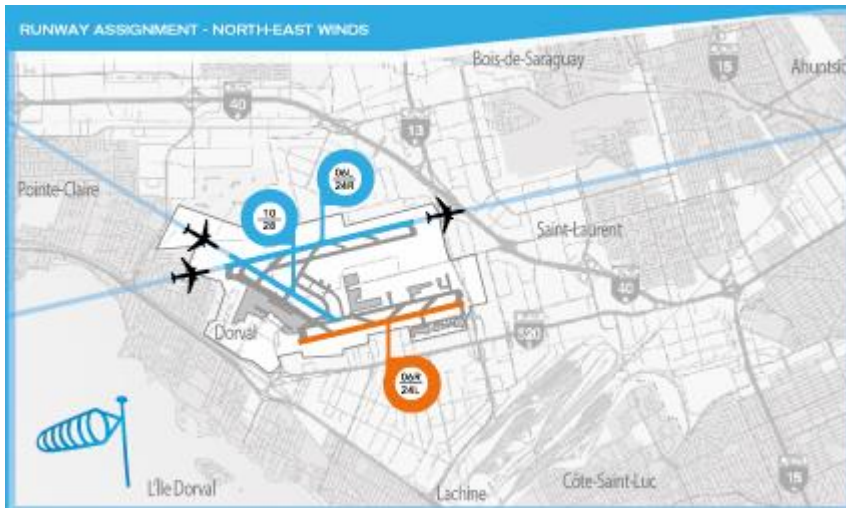 RUNWAY ASSIGNMENT - NORTH-EAST WINDS
Bois-de-Saraguay
15
Ahuntsic
40
13
Pointe-Claire
06L
24R
10
28
Saint-Laurent
40
Dorval
520
06R
24L
L'île Dorval
Lachine
Côte-Saint-Luc
15